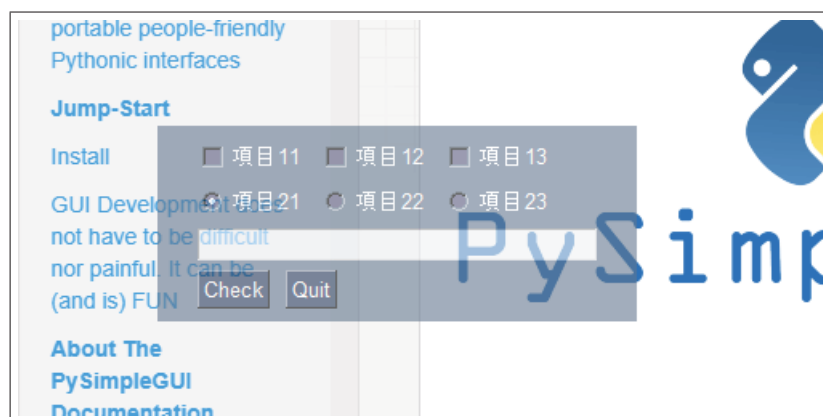 portable people-friendly
Pythonic interfaces
Jump-Start
Install
GUI Development does
not have to be difficult
nor painful. It can be
(and is) FUN
About The
PySimpleGUI
Documentation
項目11 項目12 項目13
項目21 項目22 項目23
Check Quit
PySimp